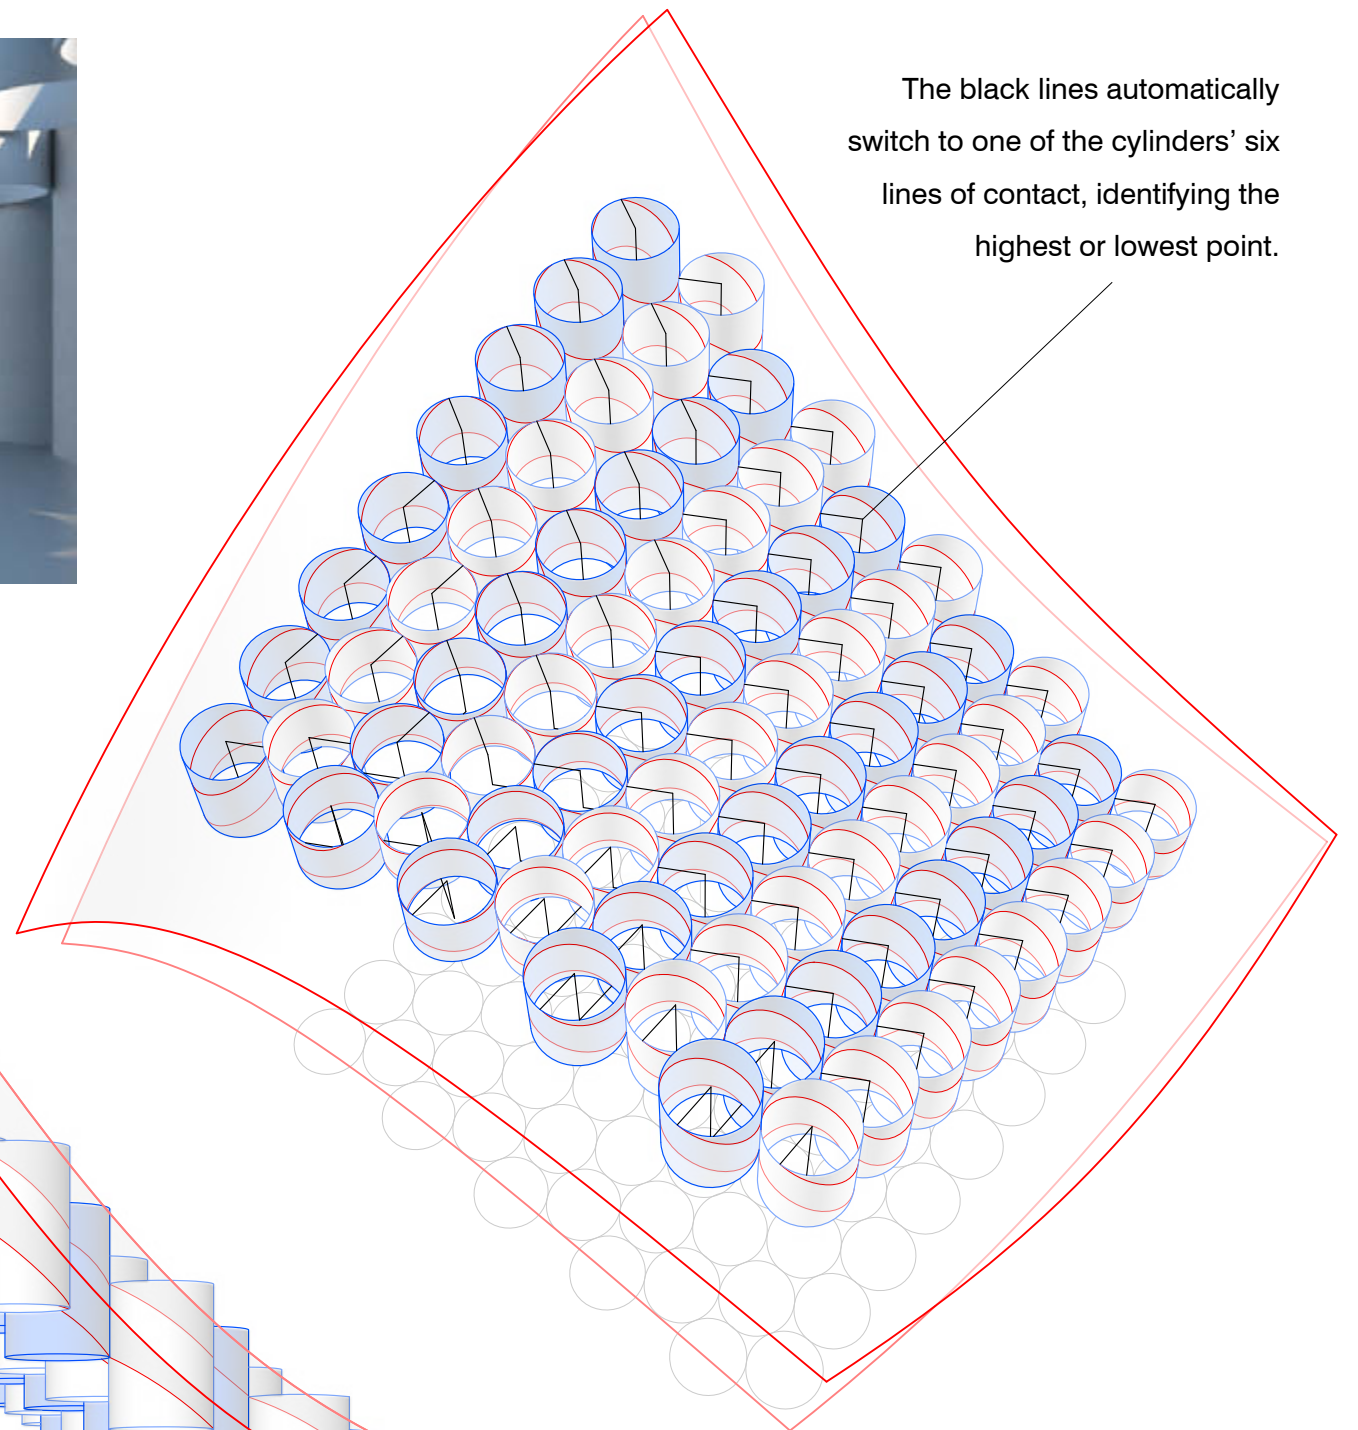 The black lines automatically
switch to one of the cylinders’ six
lines of contact, identifying the
highest or lowest point.